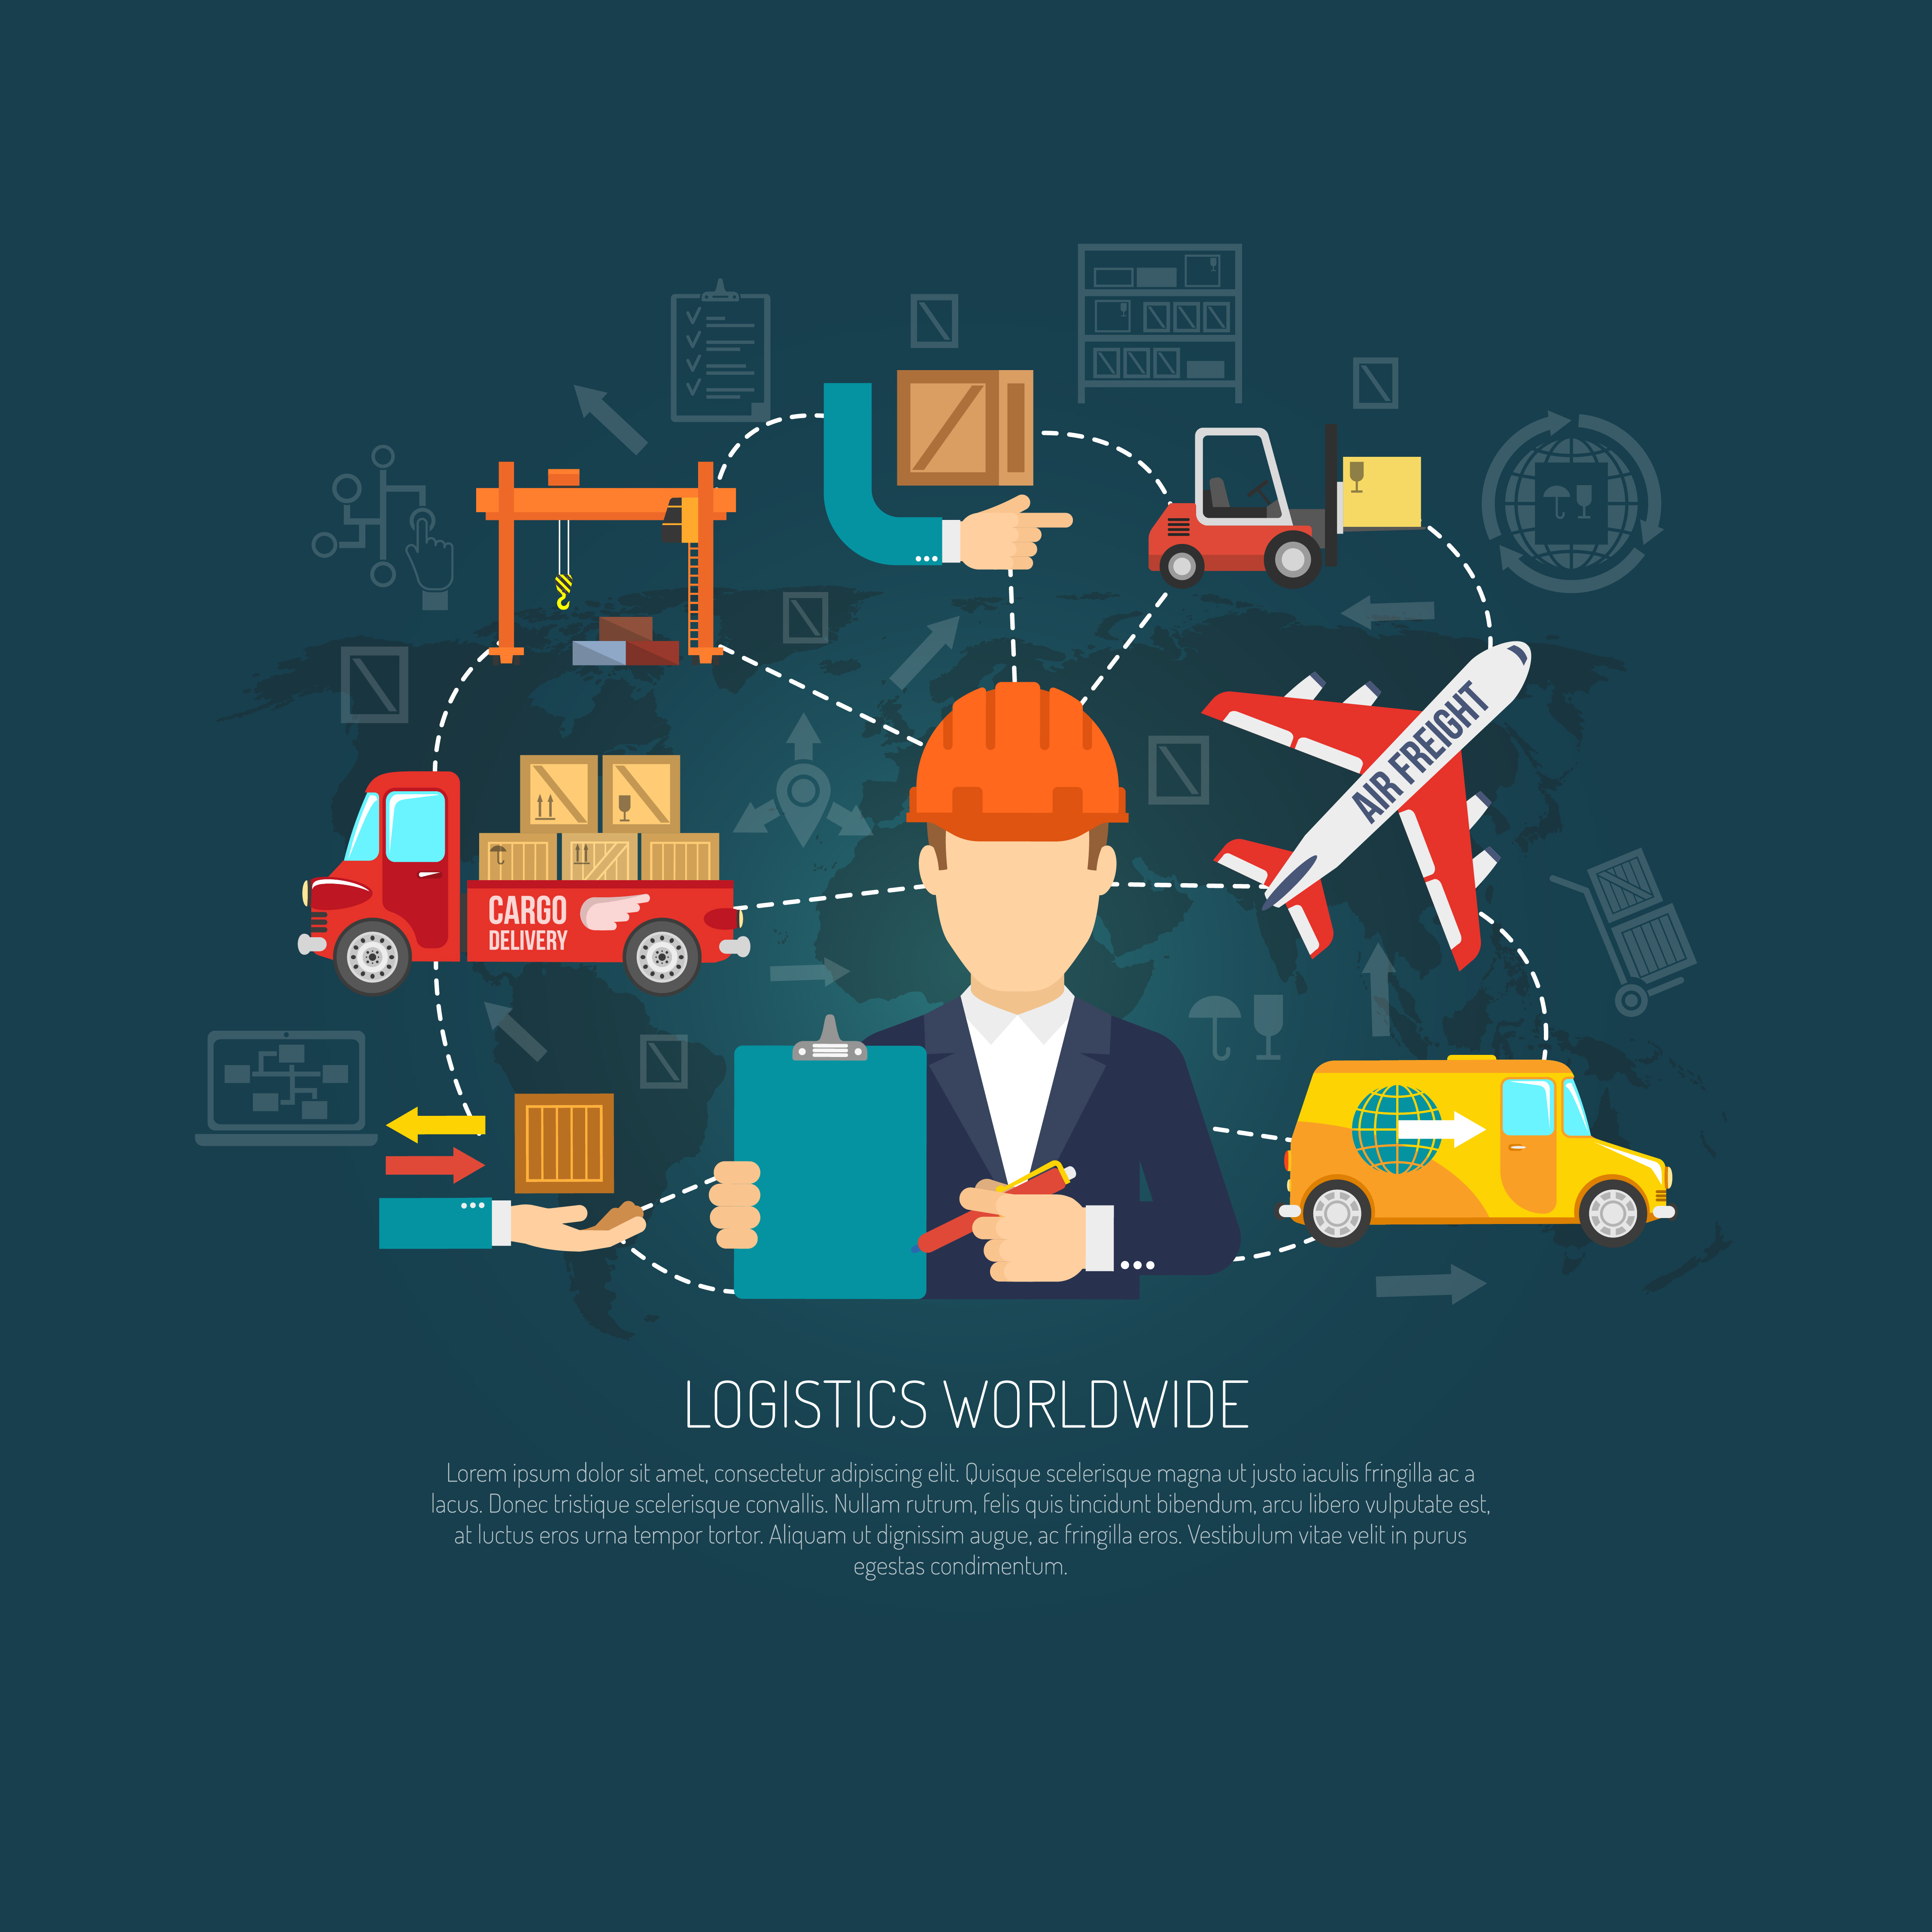 AIR FREIGHT
CARGO
DELIVERY
LOGISTICS WORLDWIDE
Lorem ipsum dolor sit amet, consectetur adipiscing elit. Quisque scelerisque magna ut justo iaculis fringilla ac a
lacus. Donec tristique scelerisque convallis. Nullam rutrum, felis quis tincidunt bibendum, arcu libero vulputate est,
at luctus eros urna tempor tortor. Aliquam ut dignissim augue, ac fringilla eros. Vestibulum vitae velit in purus
egestas condimentum.